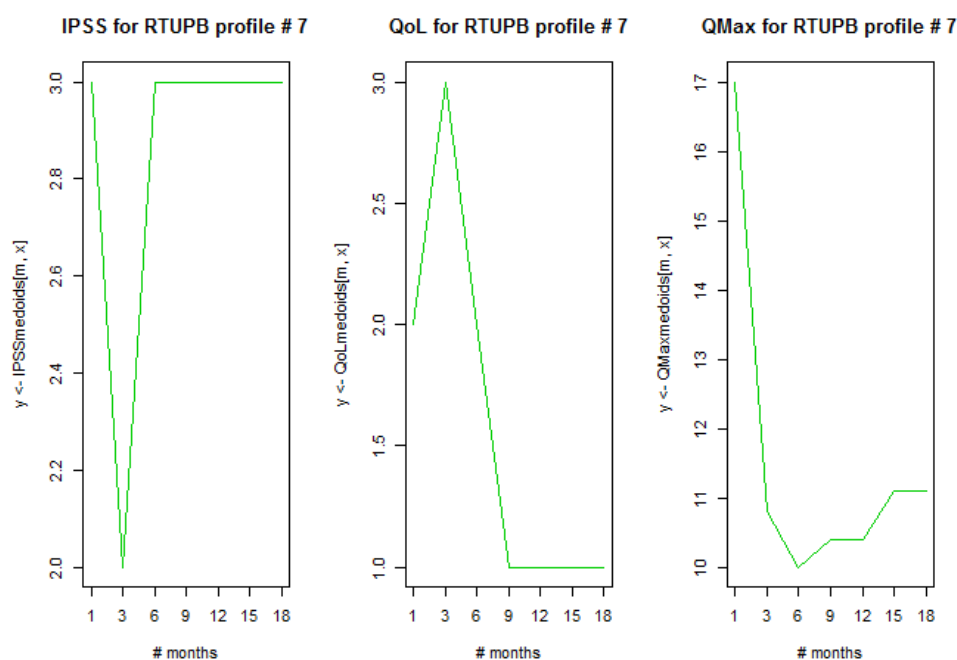 IPSS for RTUPB profile # 7
y <- IPSSmedoids[m, x]
3.0
2.8
2.6
2.4
2.2
2.0
1 3 6 9 12 15 18
# months
QoL for RTUPB profile # 7
y <- QoLmedoids[m, x]
3.0
2.5
2.0
1.5
1.0
1 3 6 9 12 15 18
# months
QMax for RTUPB profile # 7
y <- QMaxmedoids[m, x]
17
16
15
14
13
12
11
10
1 3 6 9 12 15 18
# months